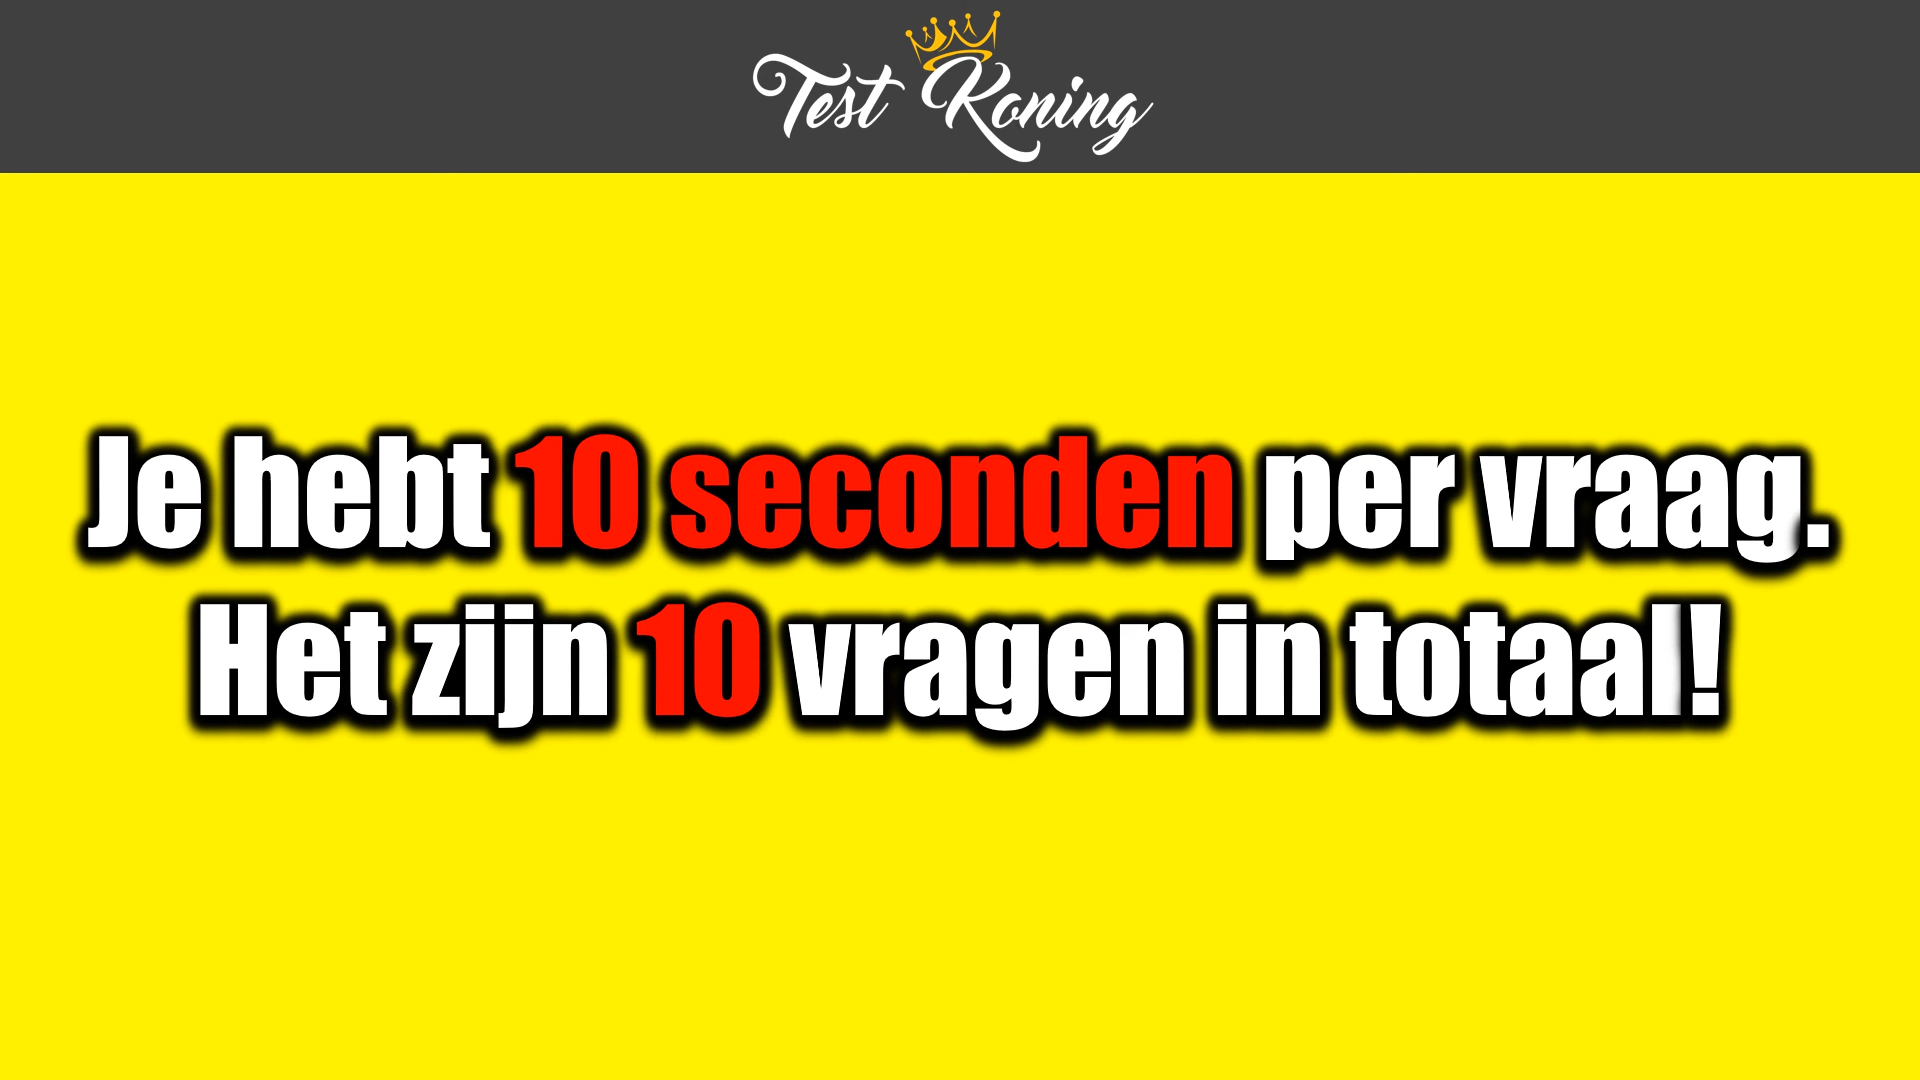 Test Koning
Je hebt 10 seconden per vraag.
Het zijn 10 vragen in totaal!